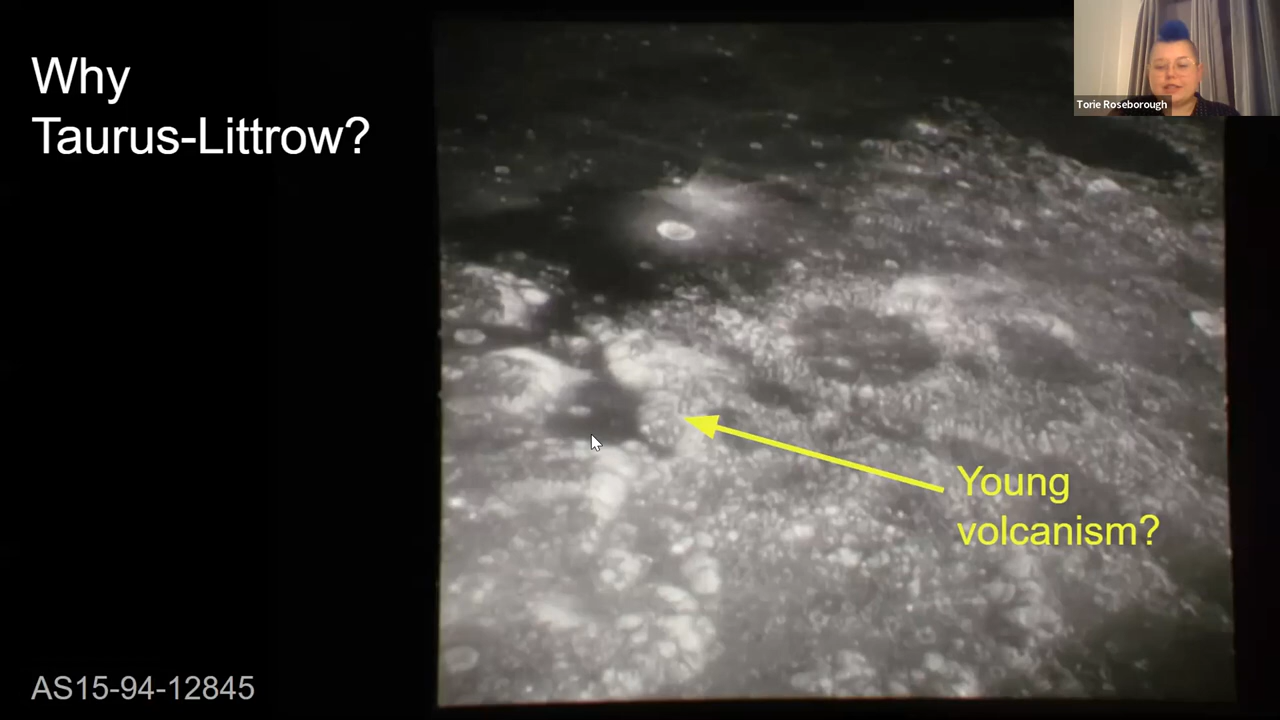 Why
Taurus-Littrow?
Torie Roseborough
Young
volcanism?
AS15-94-12845